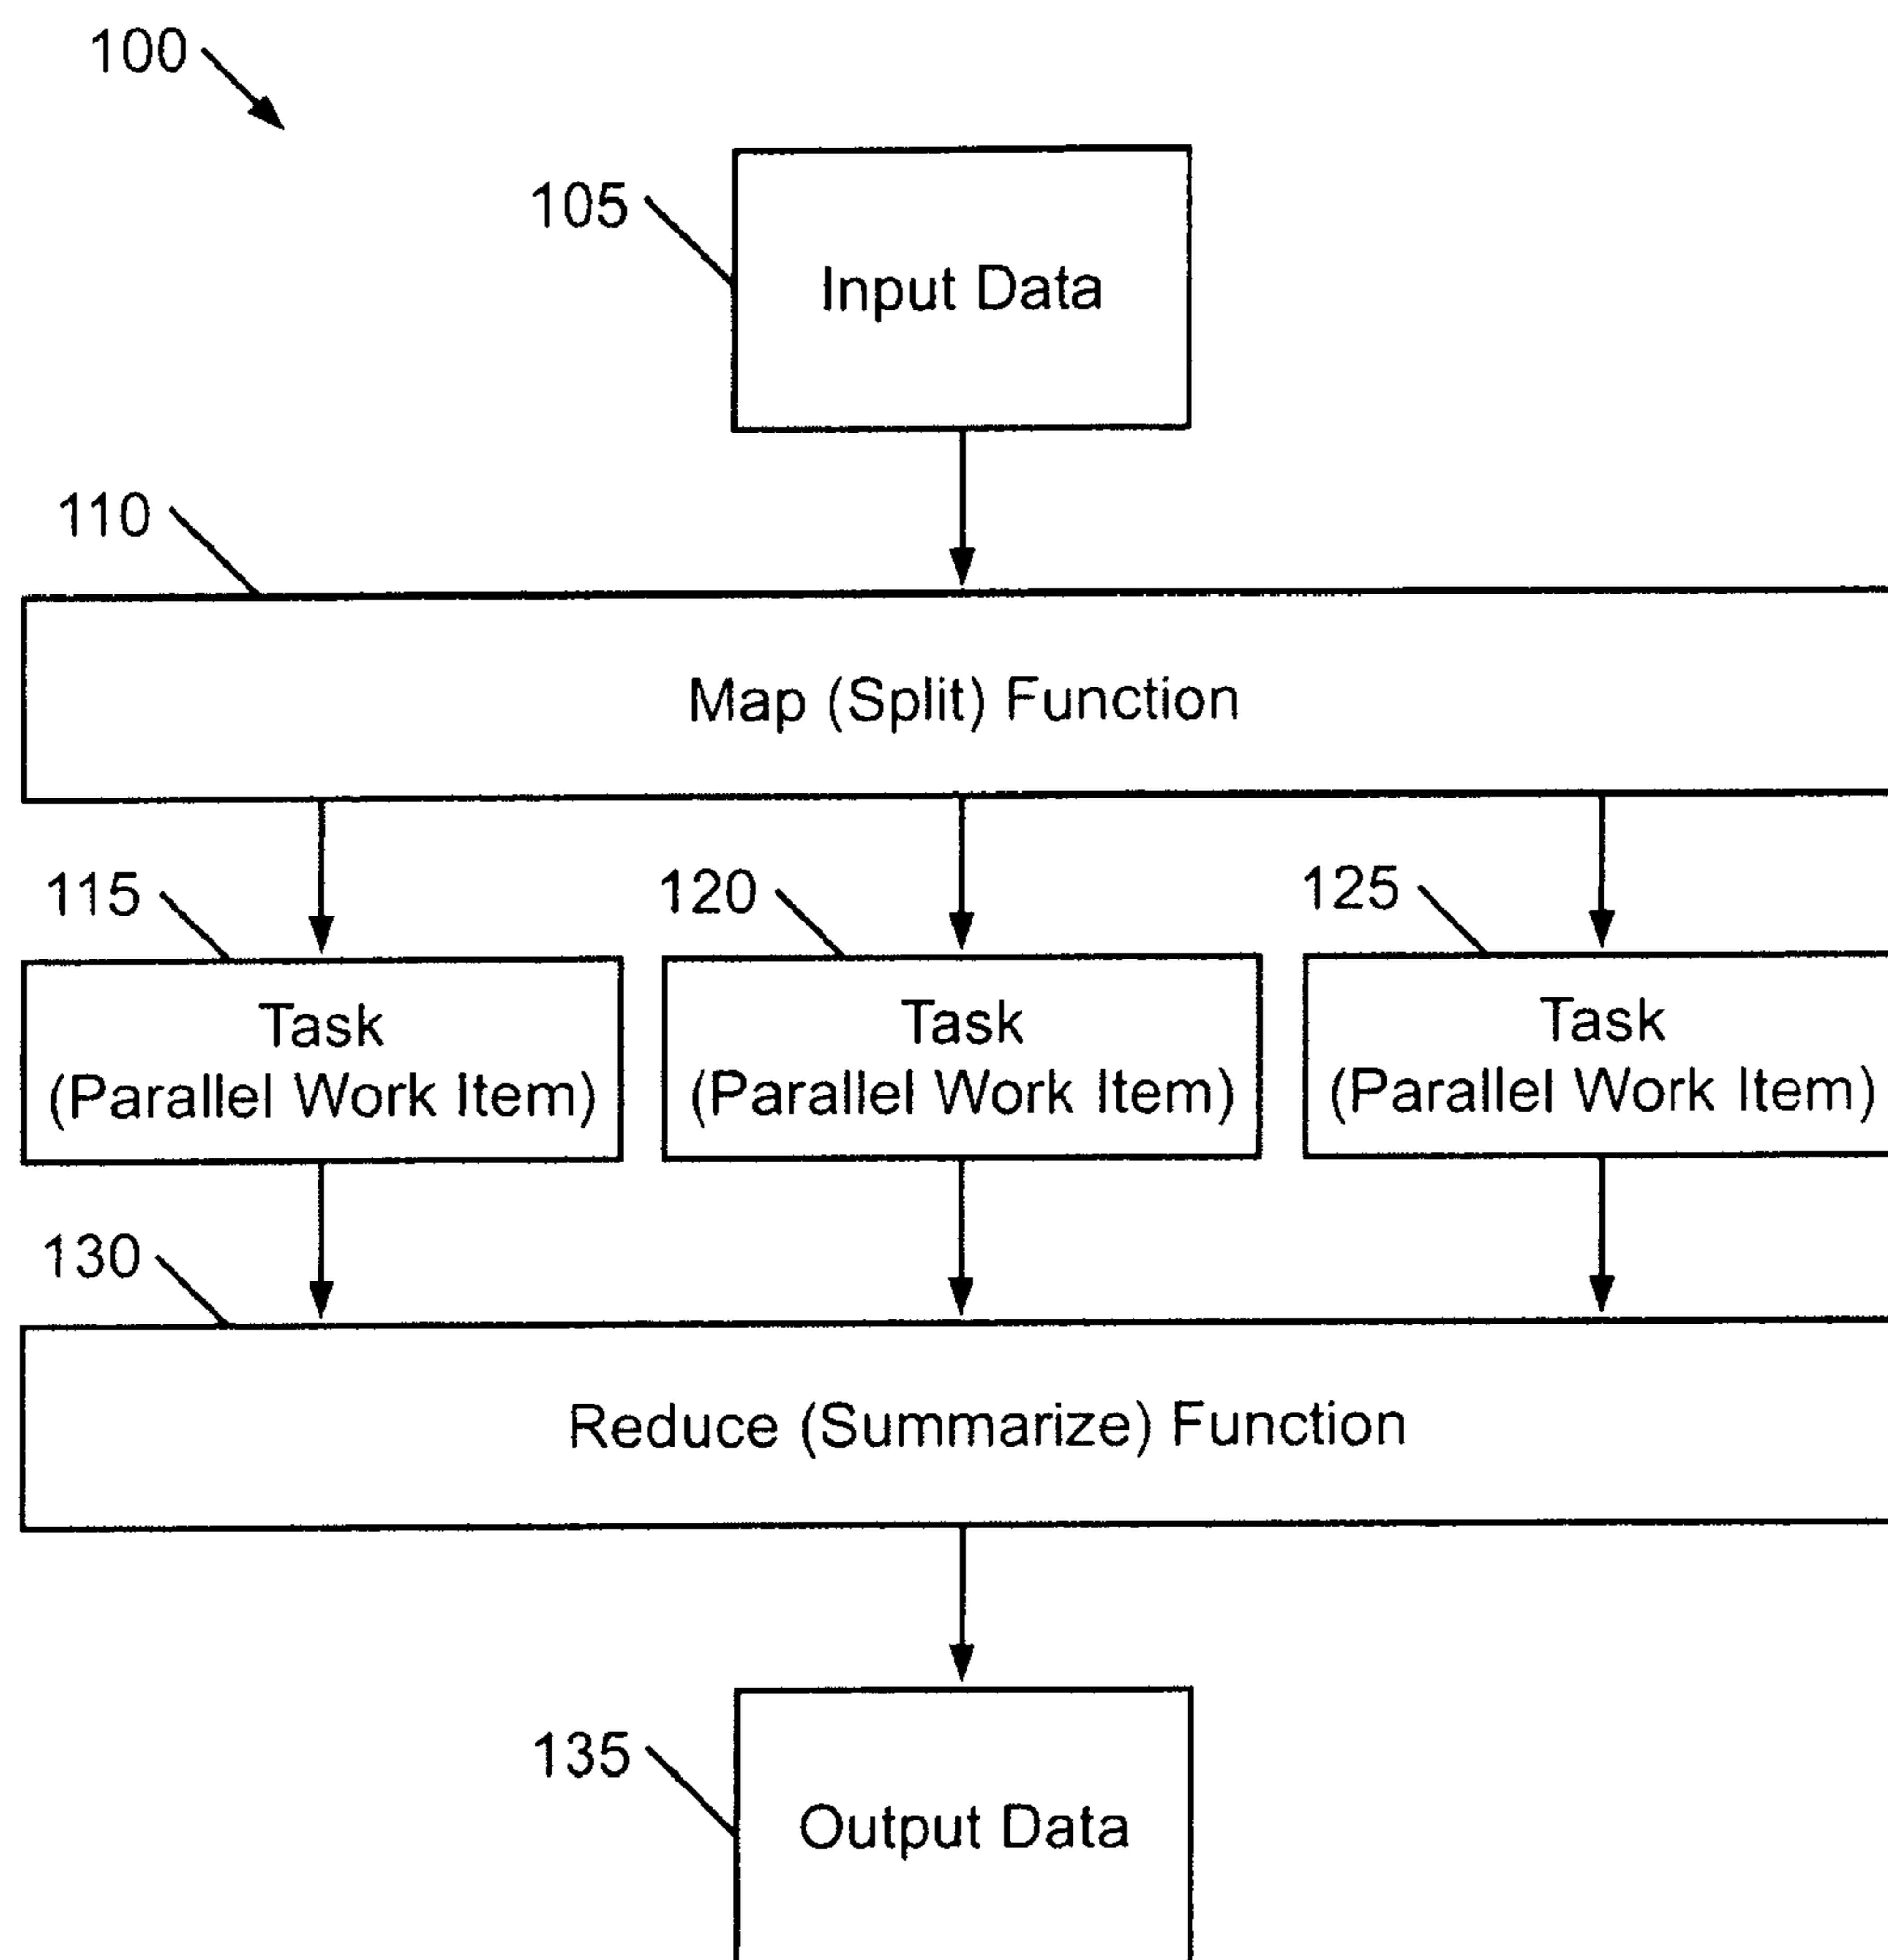 100
105
Input Data
110
Map (Split) Function
115
120
125
Task
(Parallel Work Item)
Task
(Parallel Work Item)
Task
(Parallel Work Item)
130
Reduce (Summarize) Function
135
Output Data